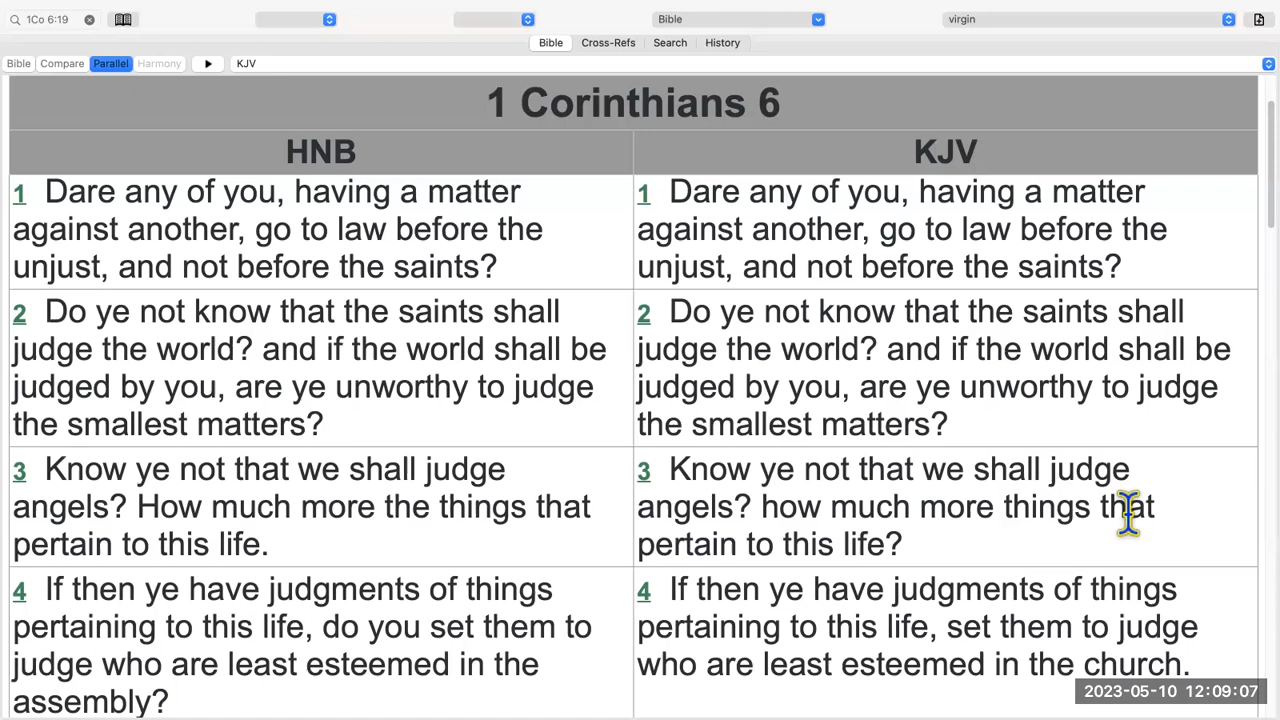 1Co 6:19 Bible virgin
Bible Cross-Refs Search History
Bible Compare Parallel Harmony KJV
1 Corinthians 6
HNB
1 Dare any of you, having a matter
against another, go to law before the
unjust, and not before the saints?
2 Do ye not know that the saints shall
judge the world? and if the world shall be
judged by you, are ye unworthy to judge
the smallest matters?
3 Know ye not that we shall judge
angels? How much more the things that
pertain to this life.
4 If then ye have judgments of things
pertaining to this life, do you set them to
judge who are least esteemed in the
assembly?
KJV
1 Dare any of you, having a matter
against another, go to law before the
unjust, and not before the saints?
2 Do ye not know that the saints shall
judge the world? and if the world shall be
judged by you, are ye unworthy to judge
the smallest matters?
3 Know ye not that we shall judge
angels? how much more things that
pertain to this life?
4 If then ye have judgments of things
pertaining to this life, set them to judge
who are least esteemed in the church.
2023-05-10 12:09:07